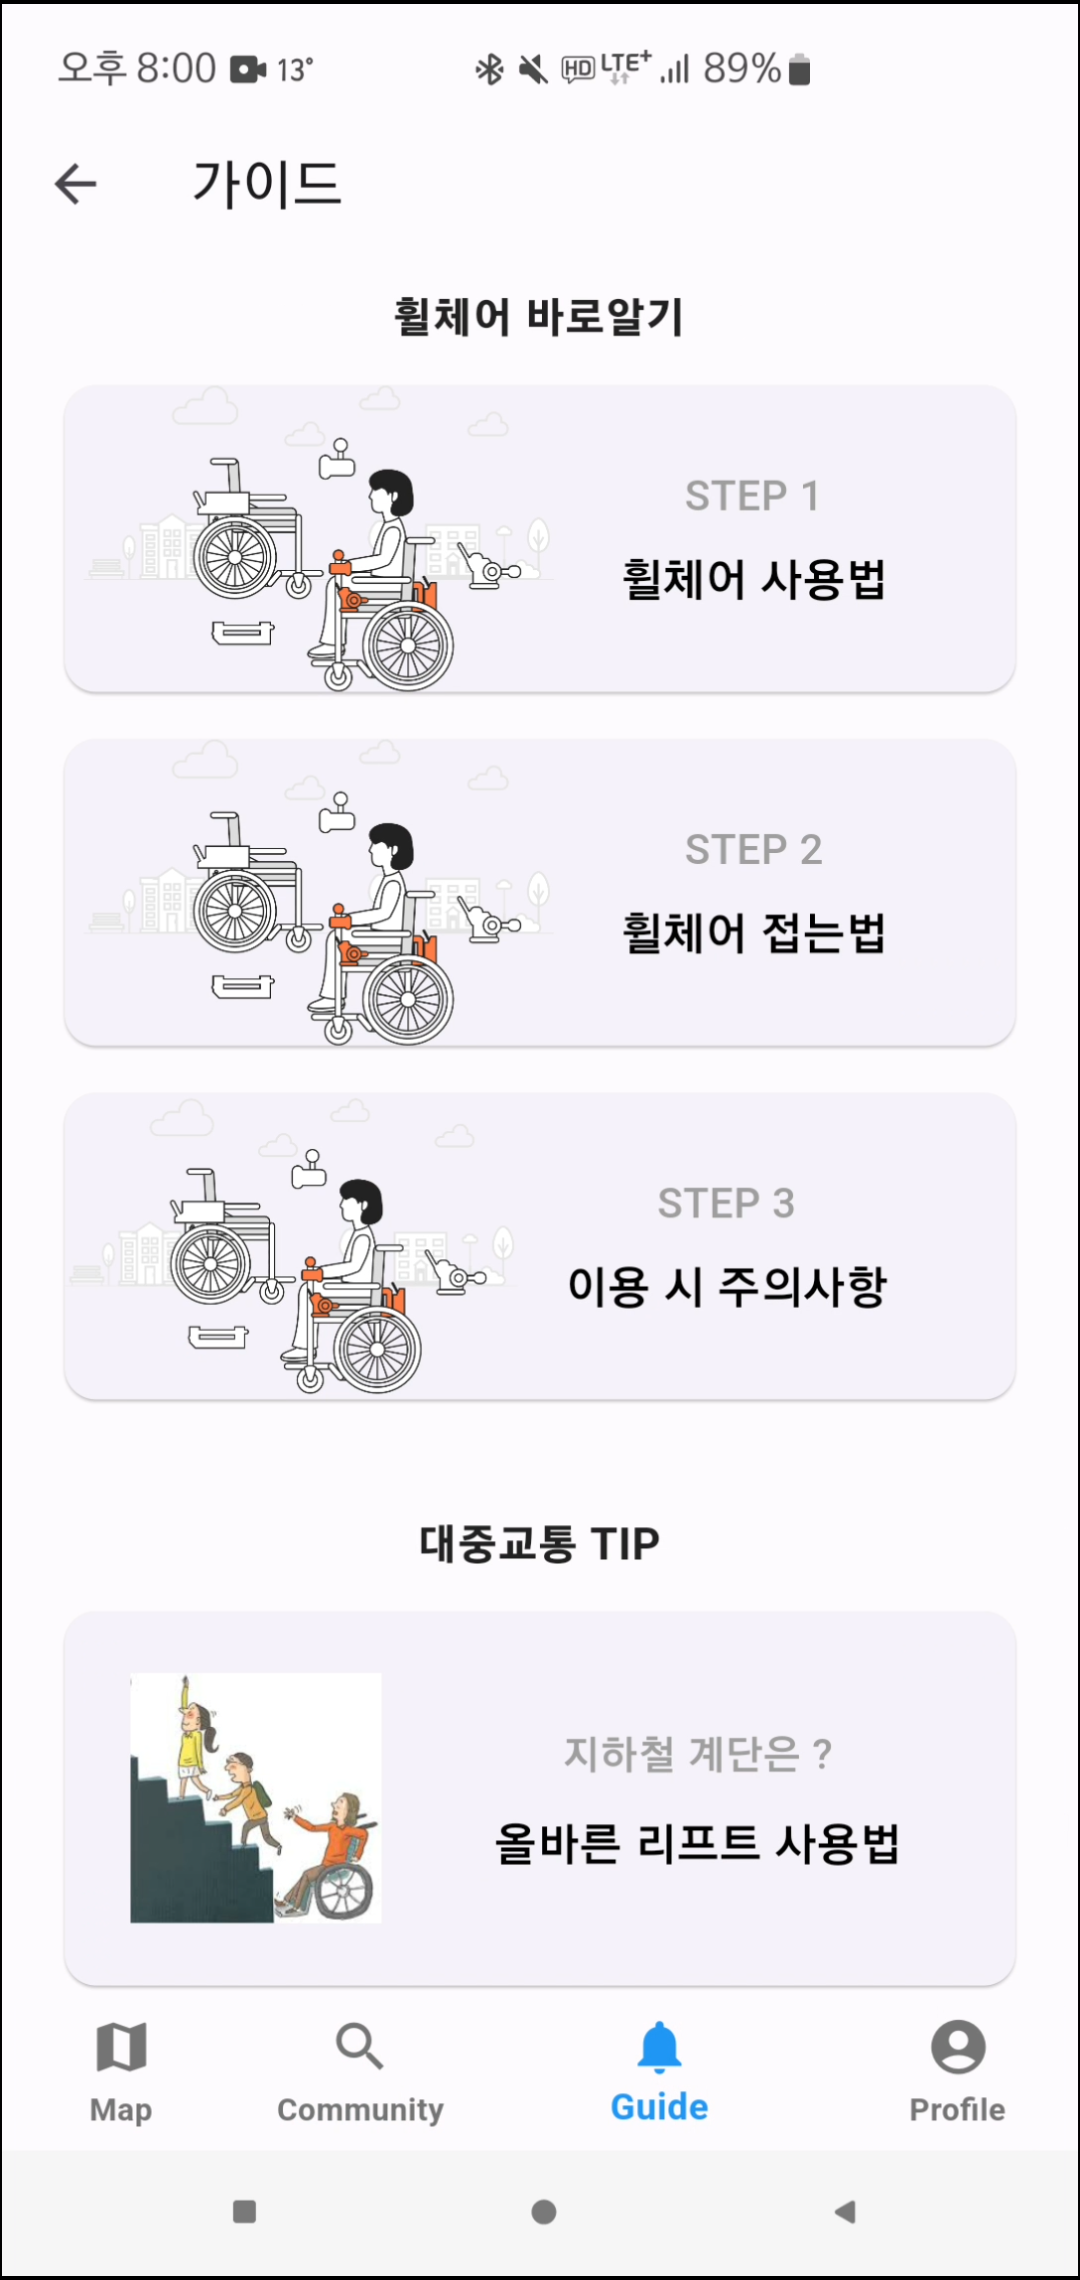 오후 8:00 13° HD LTE+ 89%
가이드
휠체어 바로알기
STEP 1
휠체어 사용법
STEP 2
휠체어 접는법
STEP 3
이용 시 주의사항
대중교통 TIP
지하철 계단은 ?
올바른 리프트 사용법
Map Community Guide Profile